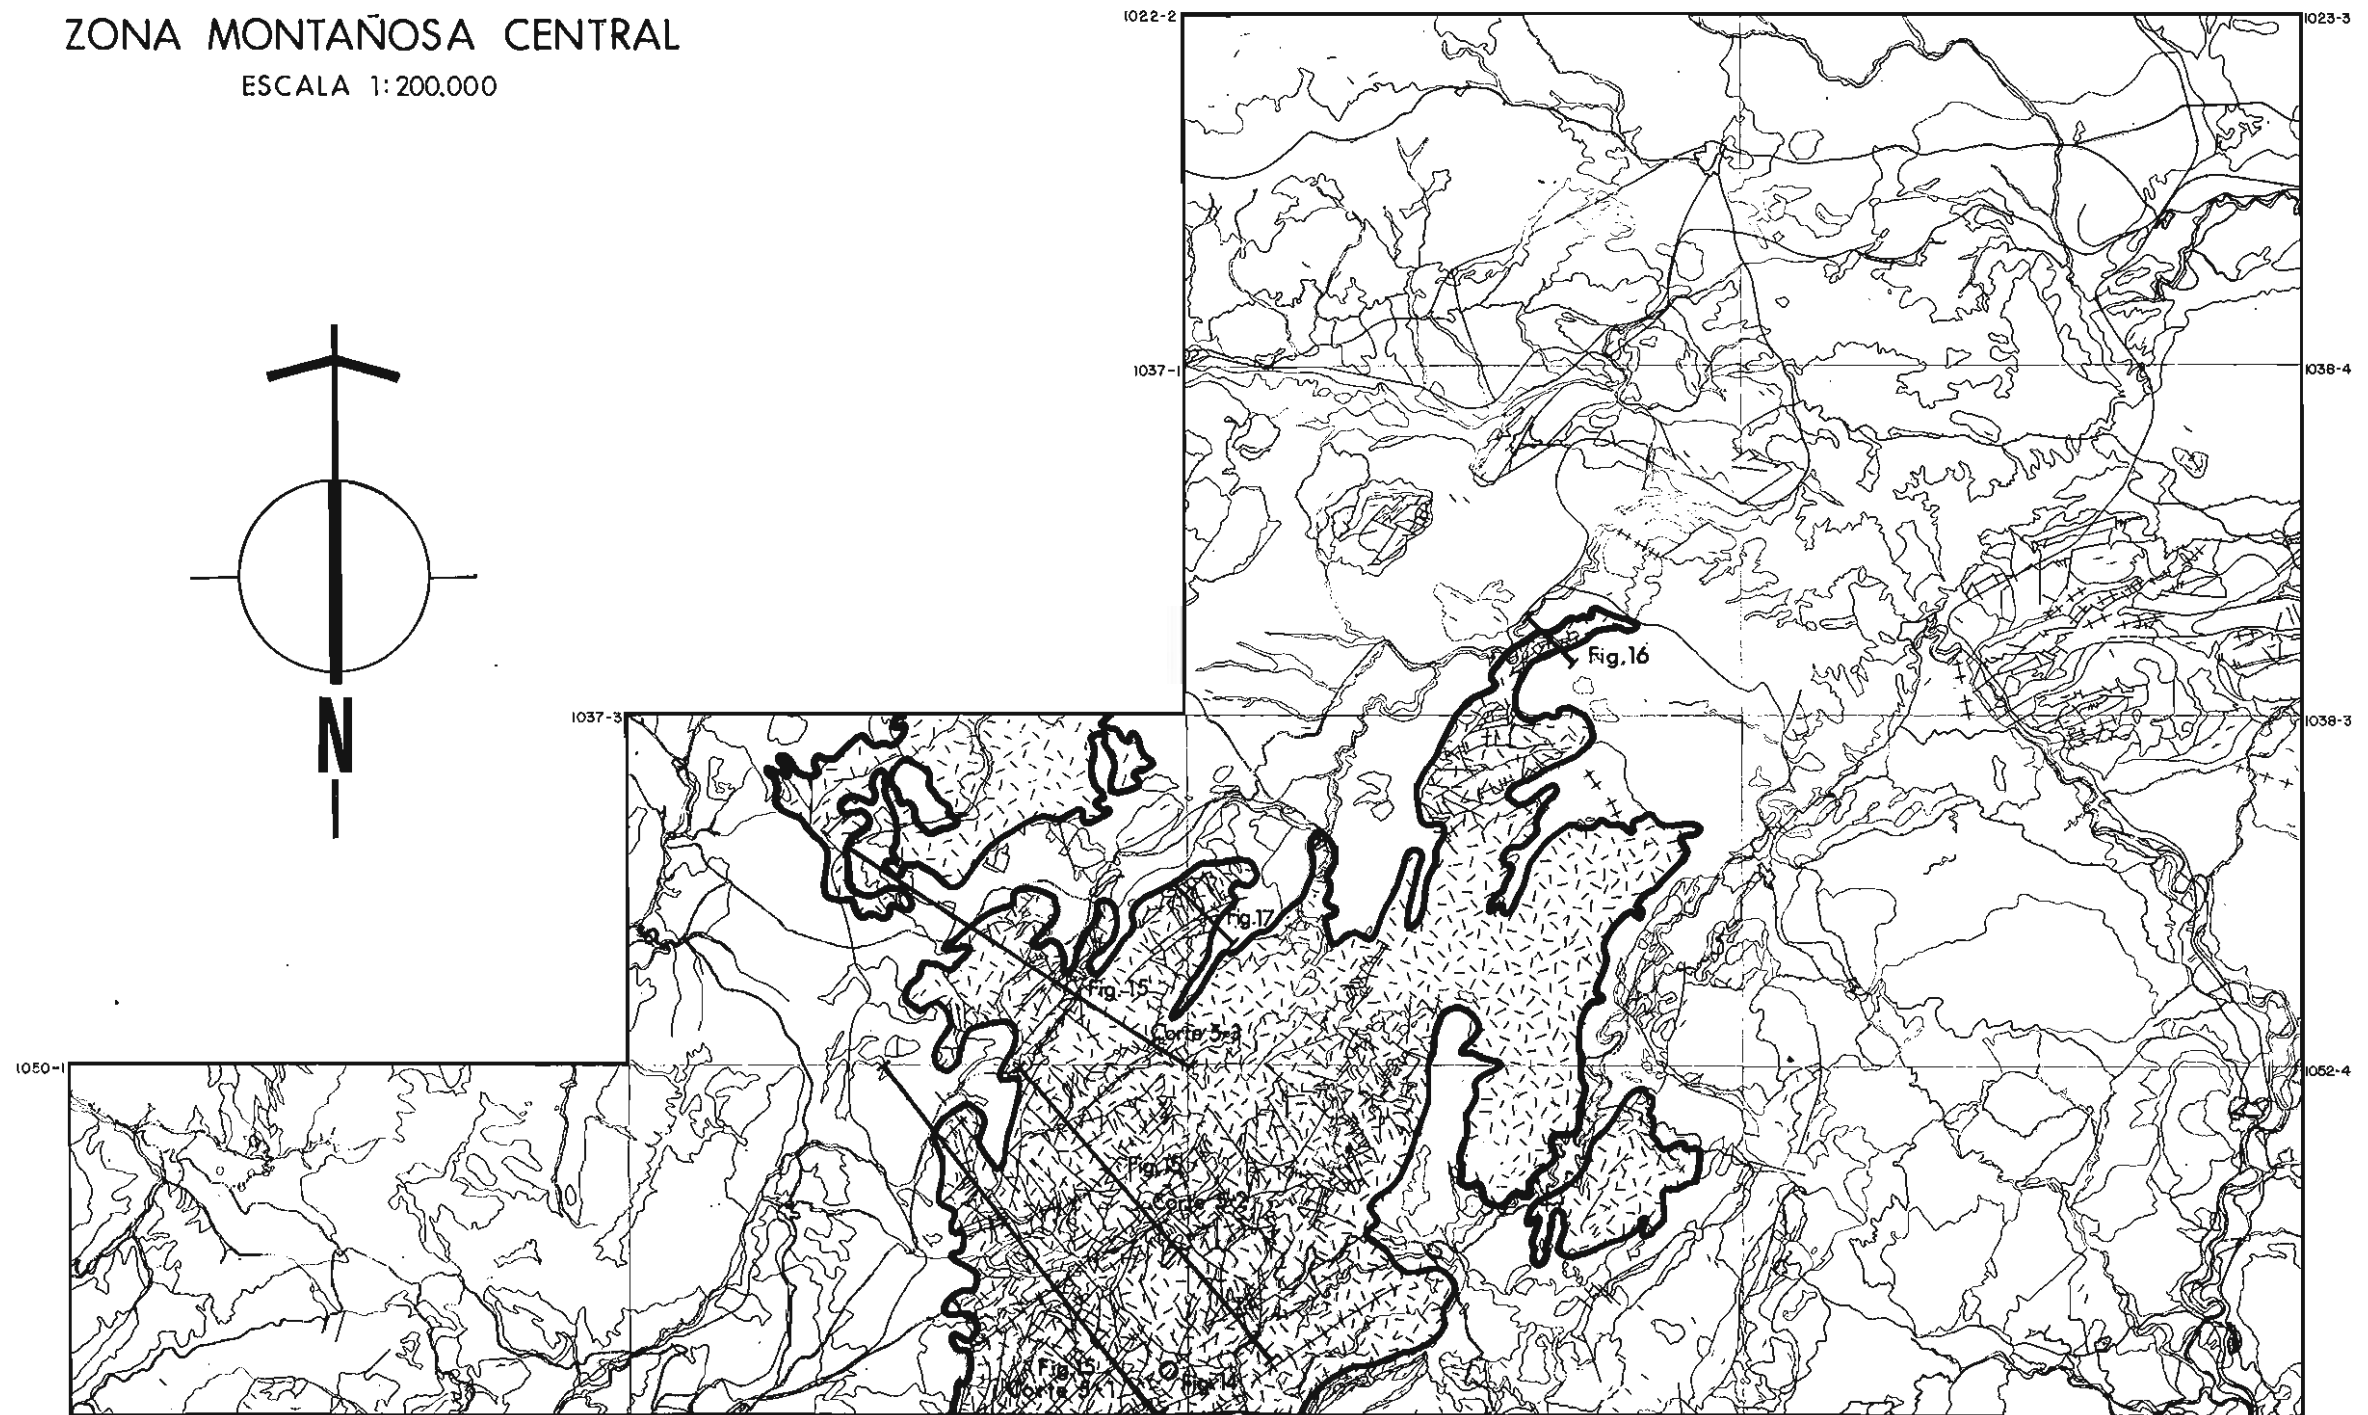 ZONA MONTAÑOSA CENTRAL
ESCALA 1:200.000
1022-2
1023-3
1037-1
1038-4
N
Fig.16
1037-3
1038-3
Fig.17
Fig.-15
Corte 5-3
1050-1
1052-4
Fig.15
Corte 5-2
Fig.15
Corte 5-1
Fig.14